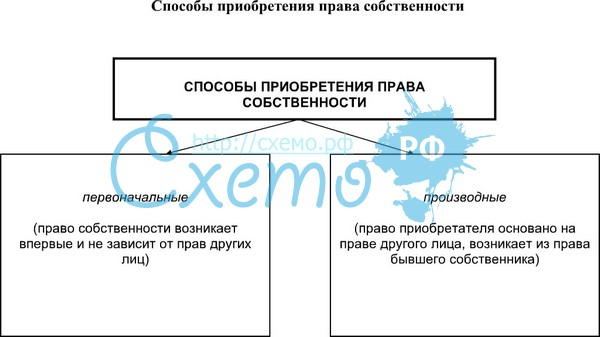 Способы приобретения права собственности
СПОСОБЫ ПРИОБРЕТЕНИЯ ПРАВА
СОБСТВЕННОСТИ
http://схемо.рф
Схемо
РФ
первоначальные
(право собственности возникает
впервые и не зависит от прав других
лиц)
производные
(право приобретателя основано на
праве другого лица, возникает из права
бывшего собственника)